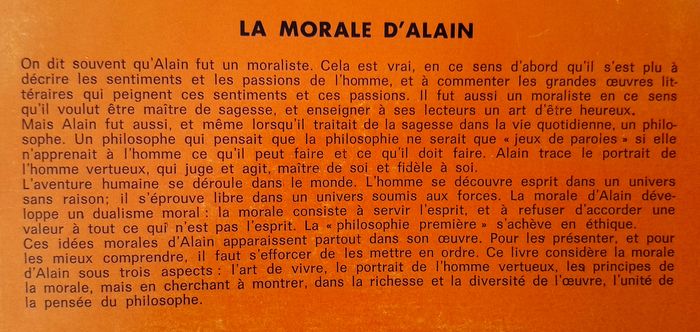 LA MORALE D'ALAIN
On dit souvent qu'Alain fut un moraliste. Cela est vrai, en ce sens d'abord qu'il s'est plu à
décrire les sentiments et les passions de l'homme, et à commenter les grandes œuvres lit-
téraires qui peignent ces sentiments et ces passions. Il fut aussi un moraliste en ce sens
qu'il voulut être maître de sagesse, et enseigner à ses lecteurs un art d'être heureux.
Mais Alain fut aussi, et même lorsqu'il traitait de la sagesse dans la vie quotidienne, un philo-
sophe. Un philosophe qui pensait que la philosophie ne serait que « jeux de paroles » si elle
n'apprenait à l'homme ce qu'il peut faire et ce qu'il doit faire. Alain trace le portrait de
l'homme vertueux, qui juge et agit, maître de soi et fidèle à soi.
L'aventure humaine se déroule dans le monde. L'homme se découvre esprit dans un univers
sans raison; il s'éprouve libre dans un univers soumis aux forces. La morale d'Alain déve-
loppe un dualisme moral : la morale consiste à servir l'esprit, et à refuser d'accorder une
valeur à tout ce qui n'est pas l'esprit. La « philosophie première » s'achève en éthique.
Ces idées morales d'Alain apparaissent partout dans son œuvre. Pour les présenter, et pour
les mieux comprendre, il faut s'efforcer de les mettre en ordre. Ce livre considère la morale
d'Alain sous trois aspects : l'art de vivre, le portrait de l'homme vertueux, les principes de
la morale, mais en cherchant à montrer, dans la richesse et la diversité de l'œuvre, l'unité de
la pensée du philosophe.